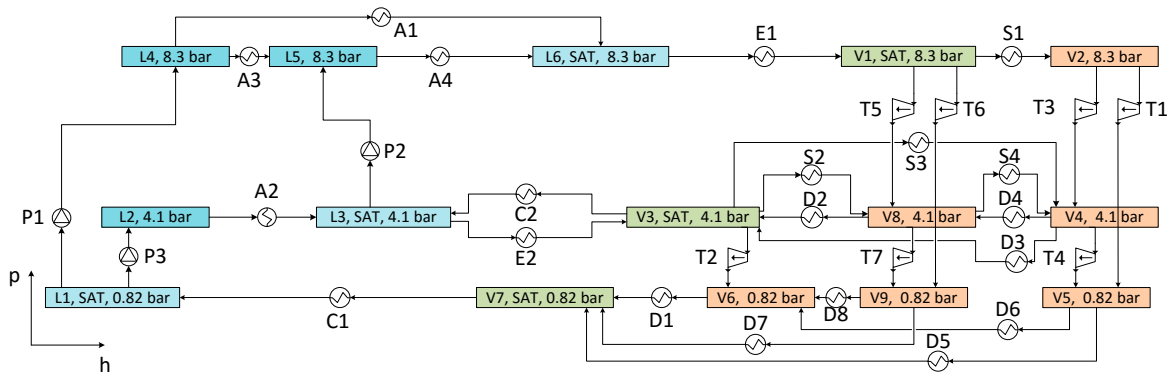 A1
E1
S1
L4, 8.3 bar
L5, 8.3 bar
L6, SAT, 8.3 bar
V1, SAT, 8.3 bar
V2, 8.3 bar
A3
A4
T5
T6
T3
T1
P2
S2
S3
S4
A2
C2
P1
L2, 4.1 bar
L3, SAT, 4.1 bar
V3, SAT, 4.1 bar
D2
V8, 4.1 bar
D4
V4, 4.1 bar
E2
P3
T2
T7
D3
T4
p
L1, SAT, 0.82 bar
V7, SAT, 0.82 bar
V6, 0.82 bar
V9, 0.82 bar
V5, 0.82 bar
C1
D1
D8
D6
D7
D5
h